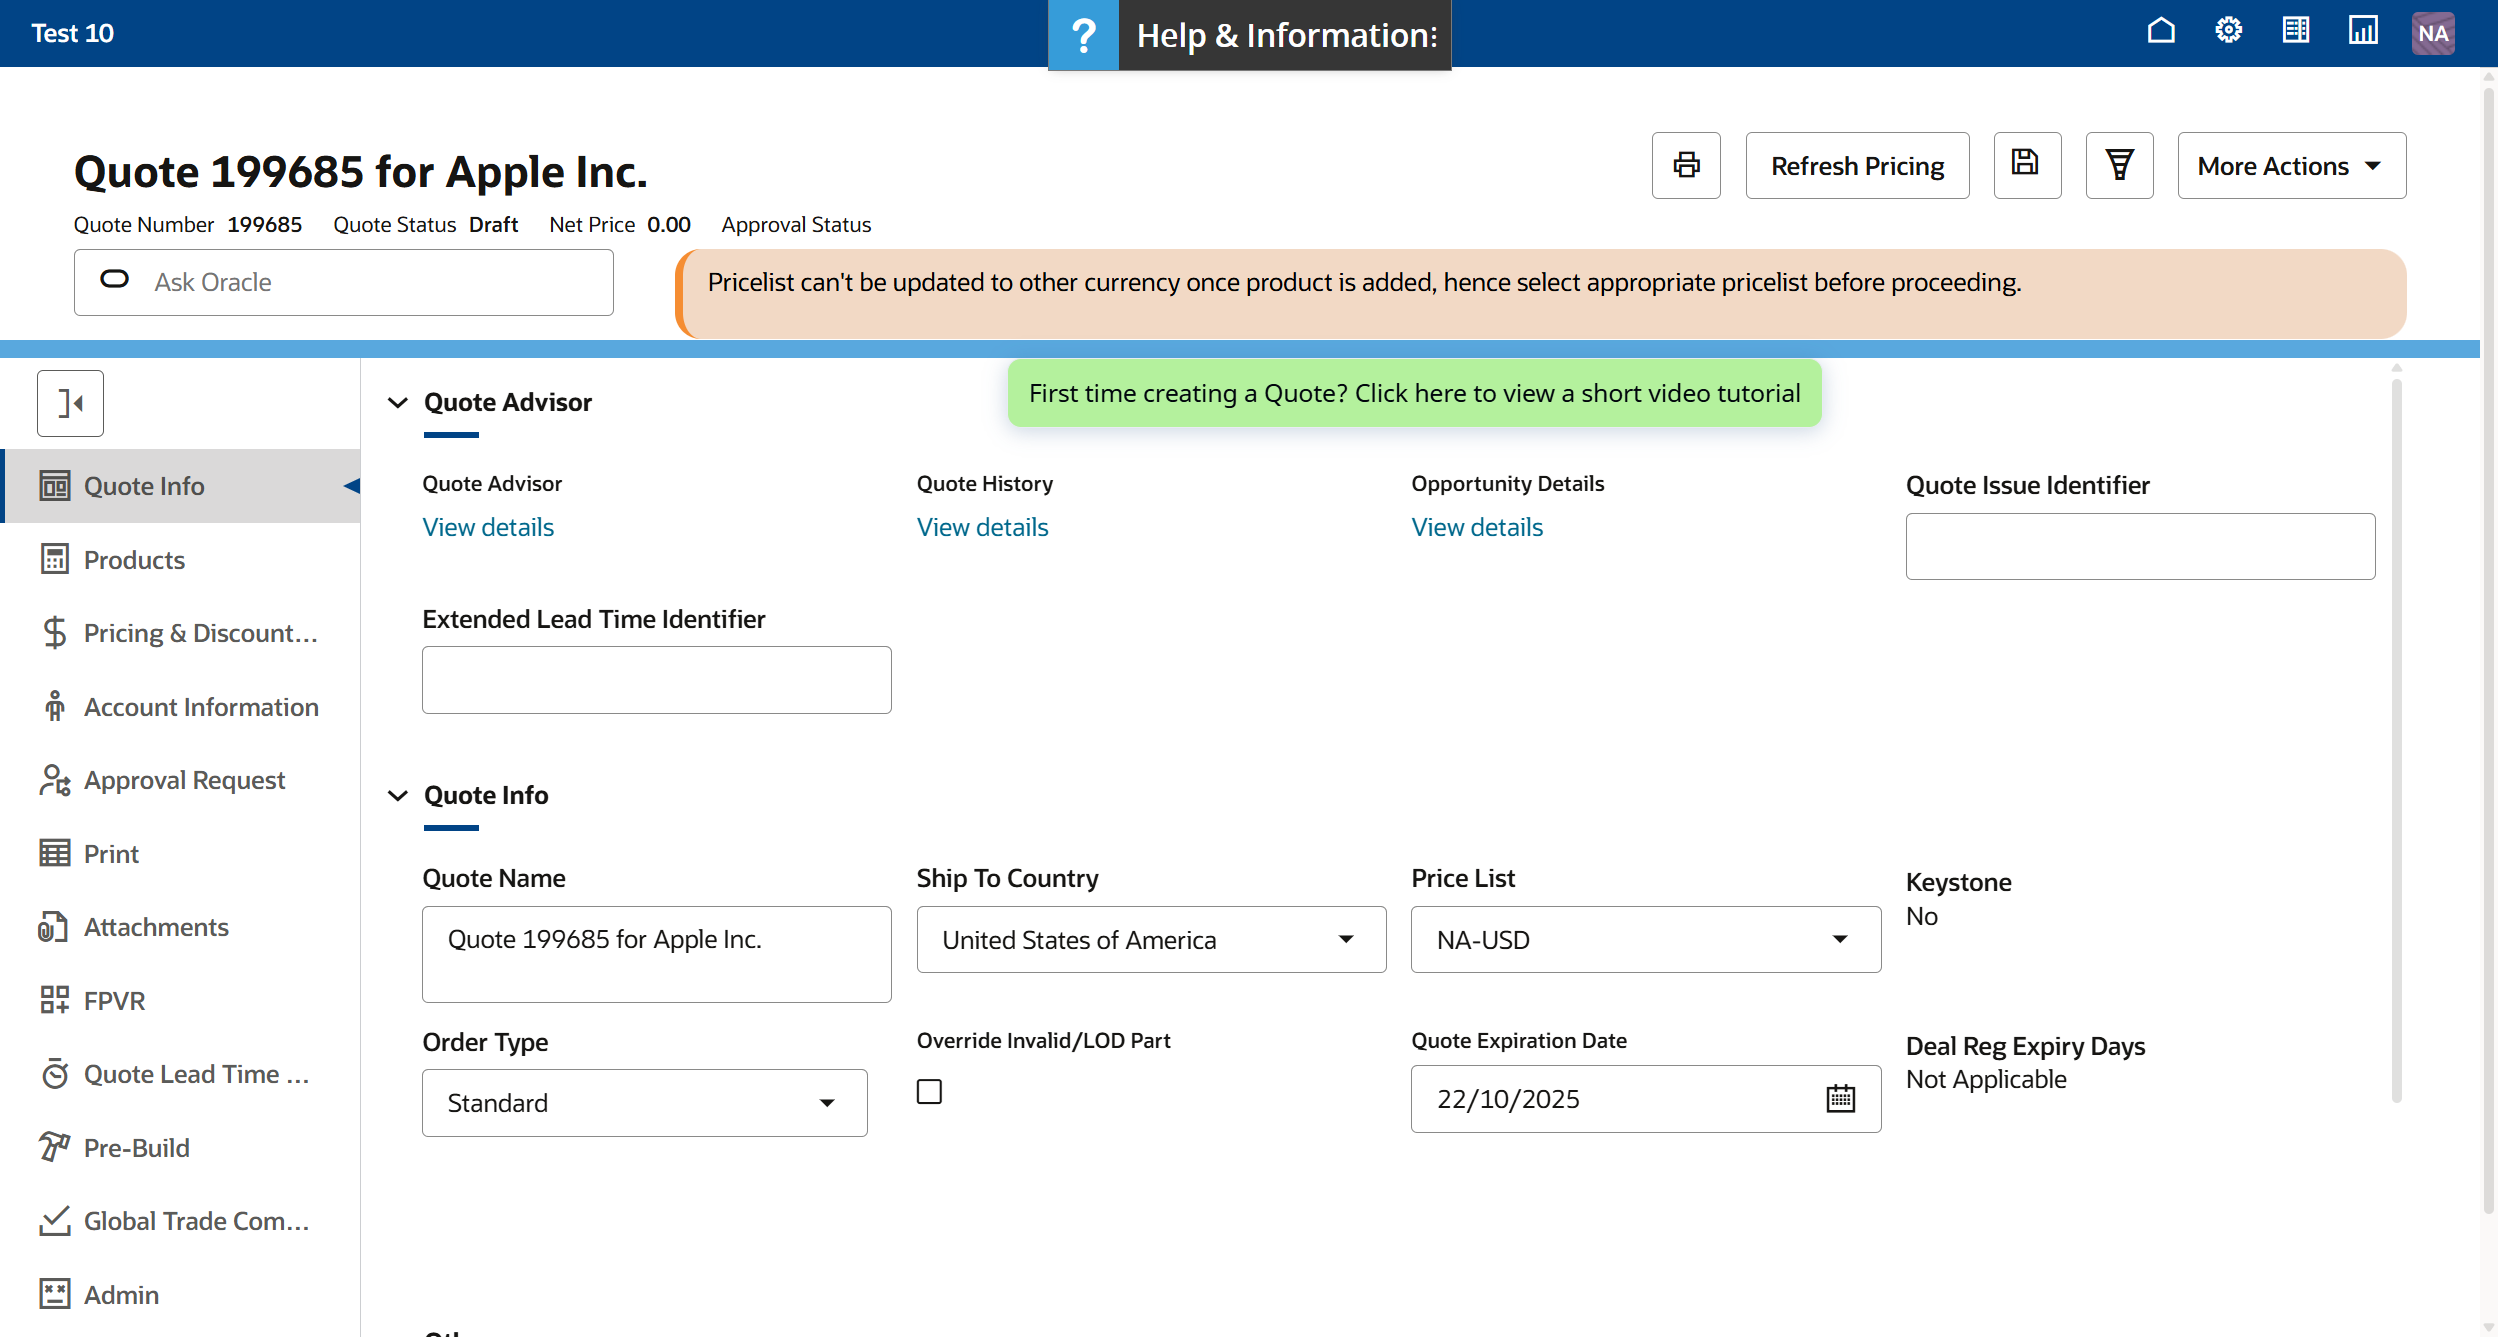 Test 10
? Help & Information
NA
Quote 199685 for Apple Inc.
Refresh Pricing
More Actions
Quote Number 199685 Quote Status Draft Net Price 0.00 Approval Status
Ask Oracle
Pricelist can't be updated to other currency once product is added, hence select appropriate pricelist before proceeding.
First time creating a Quote? Click here to view a short video tutorial
Quote Info
Products
Pricing & Discount...
Account Information
Approval Request
Print
Attachments
FPVR
Quote Lead Time ...
Pre-Build
Global Trade Com...
Admin
Quote Advisor
Quote Advisor
View details
Quote History
View details
Opportunity Details
View details
Quote Issue Identifier
Extended Lead Time Identifier
Quote Info
Quote Name
Quote 199685 for Apple Inc.
Ship To Country
United States of America
Price List
NA-USD
Keystone
No
Order Type
Standard
Override Invalid/LOD Part
Quote Expiration Date
22/10/2025
Deal Reg Expiry Days
Not Applicable